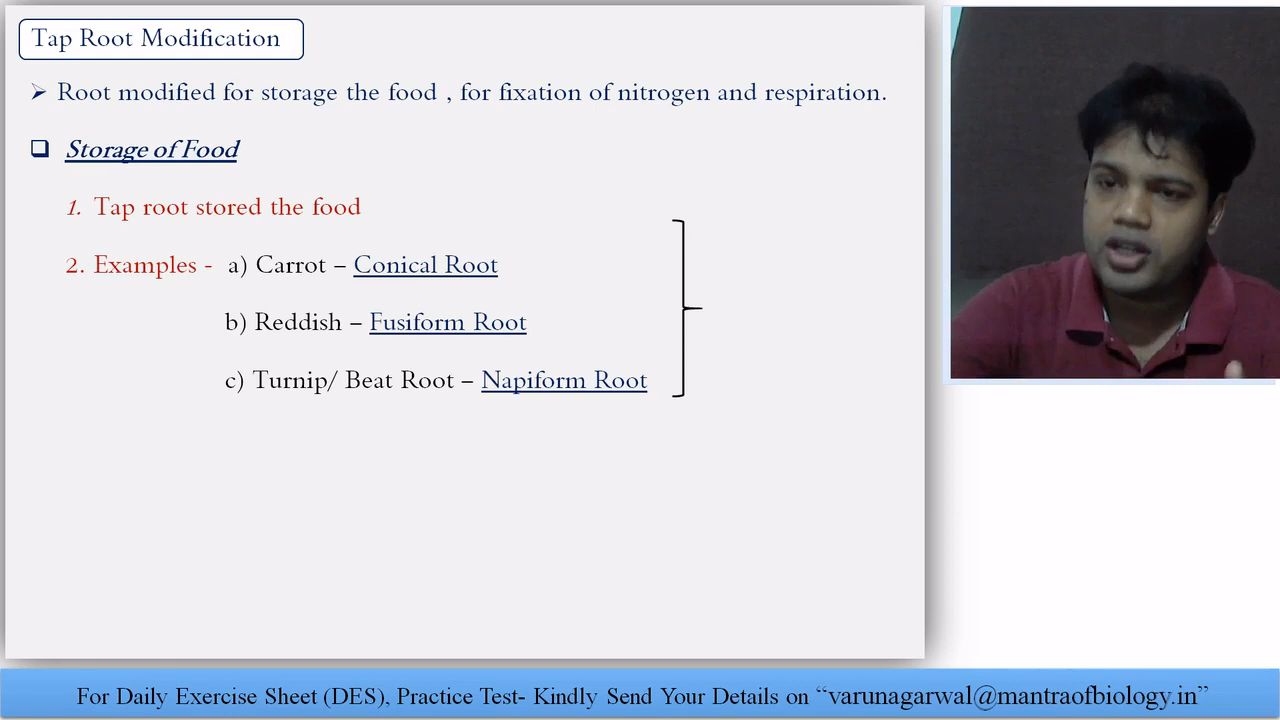 Tap Root Modification
➢ Root modified for storage the food , for fixation of nitrogen and respiration.
❑ Storage of Food
1. Tap root stored the food
2. Examples - a) Carrot – Conical Root
b) Reddish – Fusiform Root
c) Turnip/ Beat Root – Napiform Root
For Daily Exercise Sheet (DES), Practice Test- Kindly Send Your Details on “varunagarwal@mantraofbiology.in”